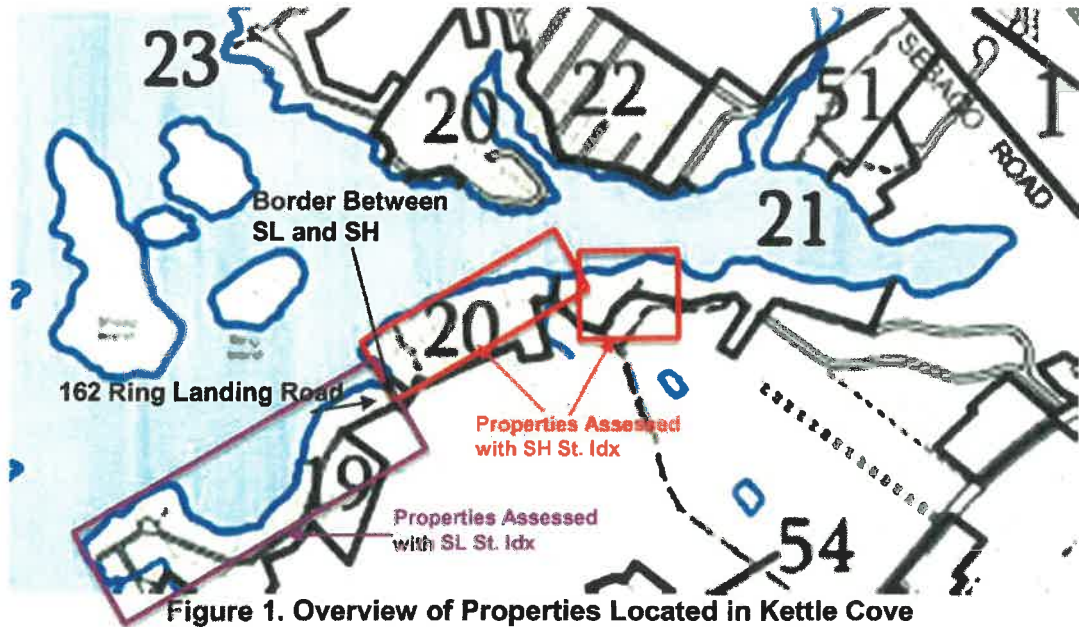 23
20
22
51
SEBAGO
ROAD
1
Border Between
SL and SH
21
20
162 Ring Landing Road
Properties Assessed
with SH St. Idx
19
Properties Assessed
with SL St. Idx
54
Figure 1. Overview of Properties Located in Kettle Cove